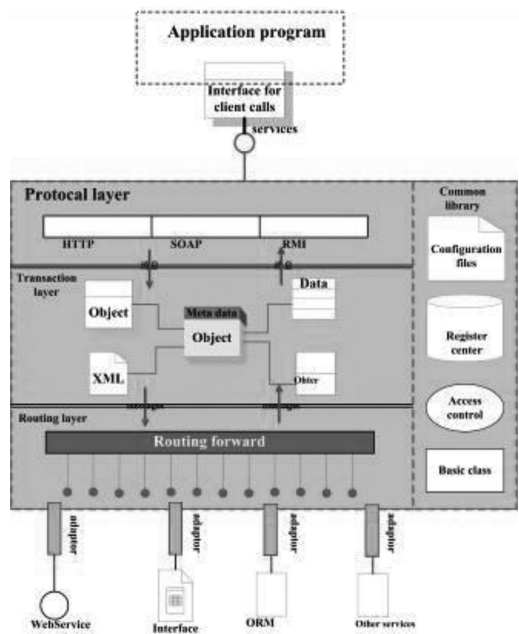 Application program
Interface for
client calls
services
Protocal layer
HTTP
SOAP
RMI
Transaction
layer
Object
Meta data
Object
Data
XML
Ohter
Routing layer
Routing forward
adaptor
adaptor
adaptor
adaptor
WebService
Interface
ORM
Other services
Common
library
Configuration
files
Register
center
Access
control
Basic class